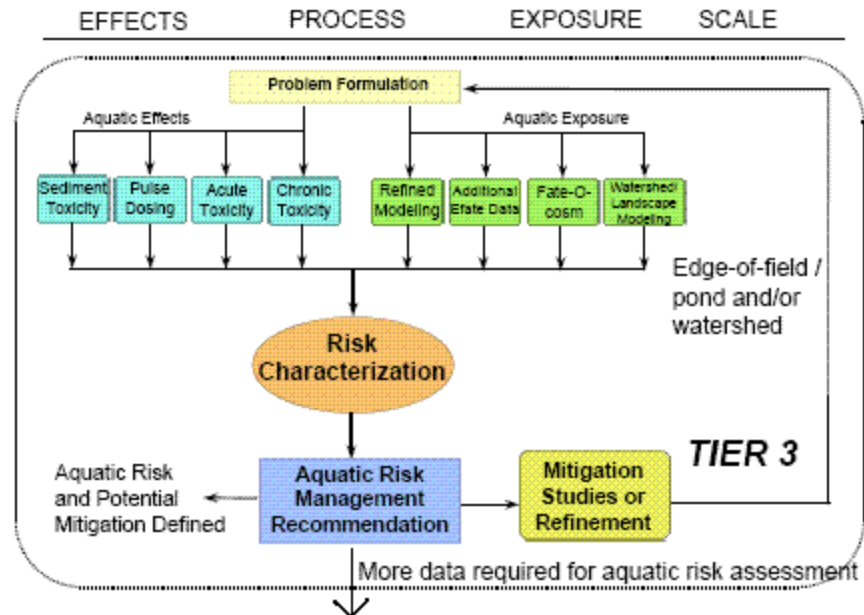 EFFECTS PROCESS EXPOSURE SCALE
Problem Formulation
Aquatic Effects
Aquatic Exposure
Sediment
Toxicity
Pulse
Dosing
Acute
Toxicity
Chronic
Toxicity
Refined
Modeling
Additional
Efate Data
Fate-O-
cosm
Watershed/
Landscape
Modeling
Edge-of-field /
pond and/or
watershed
Risk
Characterization
TIER 3
Aquatic Risk
and Potential
Mitigation Defined
Aquatic Risk
Management
Recommendation
Mitigation
Studies or
Refinement
More data required for aquatic risk assessment